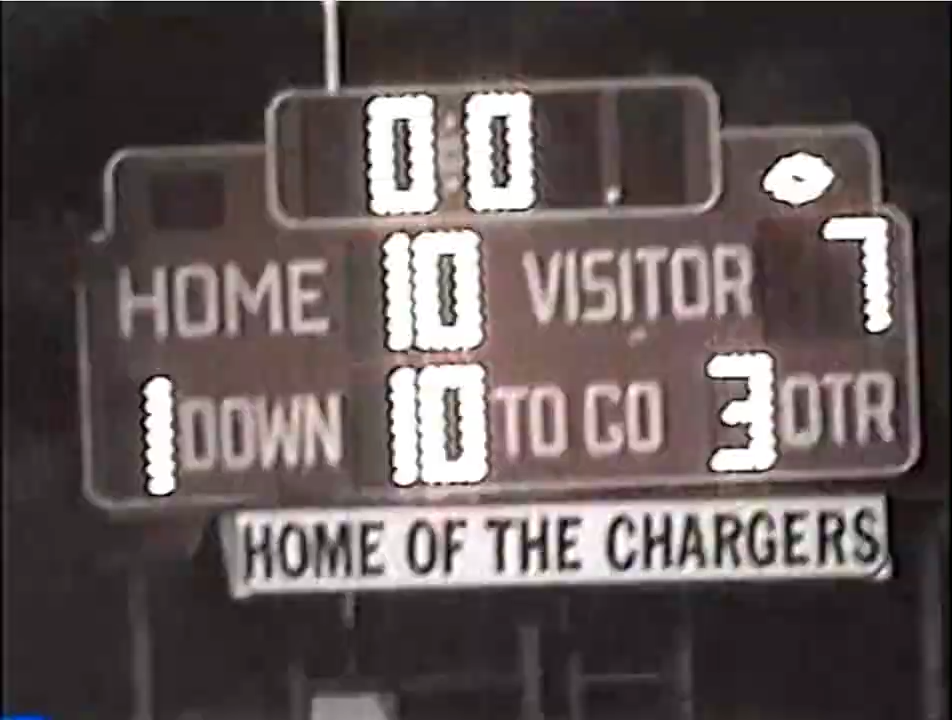 00
HOME 10 VISITOR 7
1 DOWN 10 TO GO 3 QTR
HOME OF THE CHARGERS